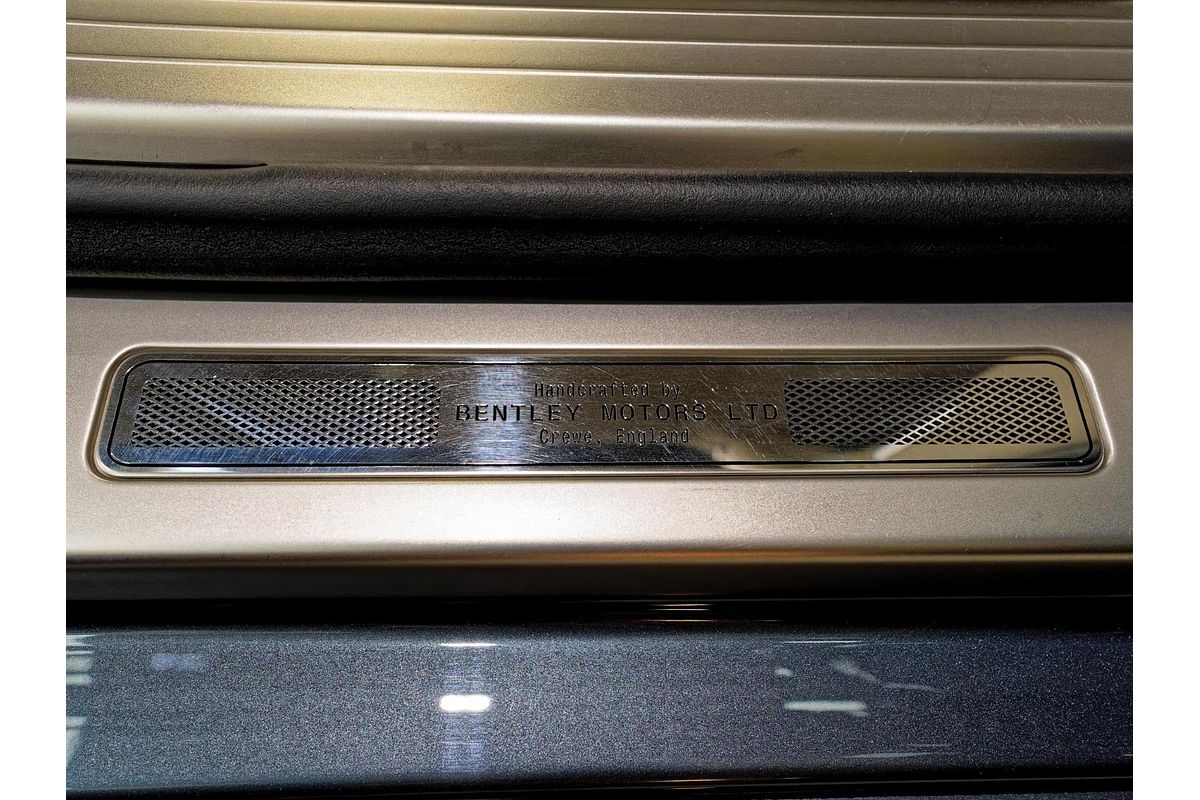 Handcrafted by
BENTLEY MOTORS LTD
Crewe, England